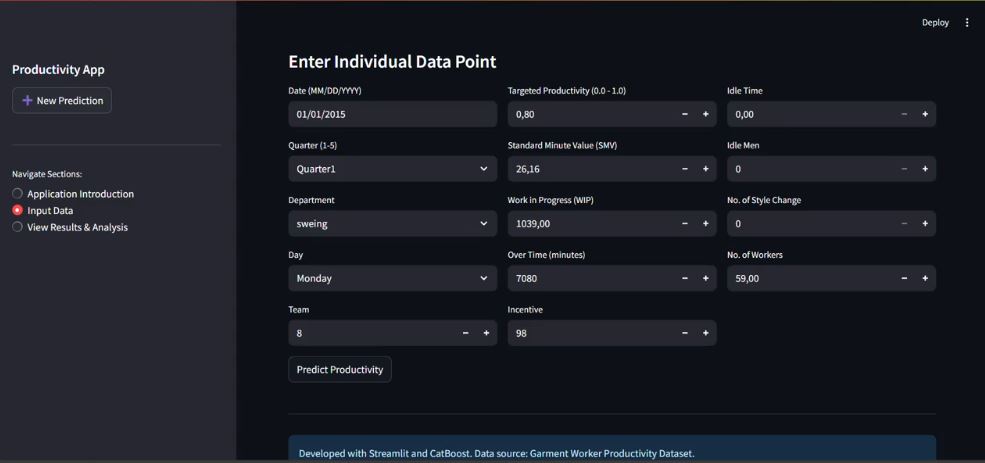 Deploy
Productivity App
New Prediction
Navigate Sections:
Application Introduction
Input Data
View Results & Analysis
Enter Individual Data Point
Date (MM/DD/YYYY)
01/01/2015
Quarter (1-5)
Quarter1
Department
sweing
Day
Monday
Team
8
Targeted Productivity (0.0 - 1.0)
0,80
Standard Minute Value (SMV)
26,16
Work in Progress (WIP)
1039,00
Over Time (minutes)
7080
Incentive
98
Idle Time
0,00
Idle Men
0
No. of Style Change
0
No. of Workers
59,00
Predict Productivity
Developed with Streamlit and CatBoost. Data source: Garment Worker Productivity Dataset.